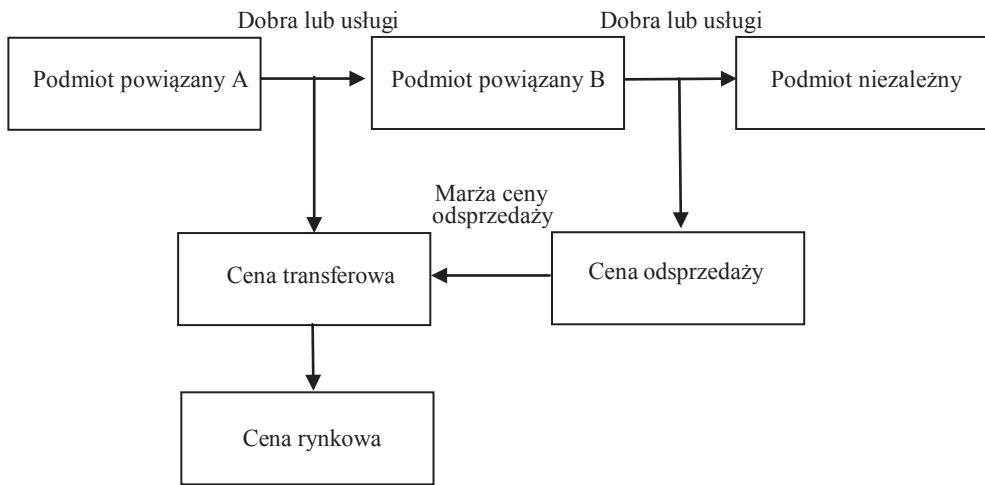 Dobra lub usługi
Dobra lub usługi
Podmiot powiązany A
Podmiot powiązany B
Podmiot niezależny
Marża ceny
odsprzedaży
Cena transferowa
Cena odsprzedaży
Cena rynkowa